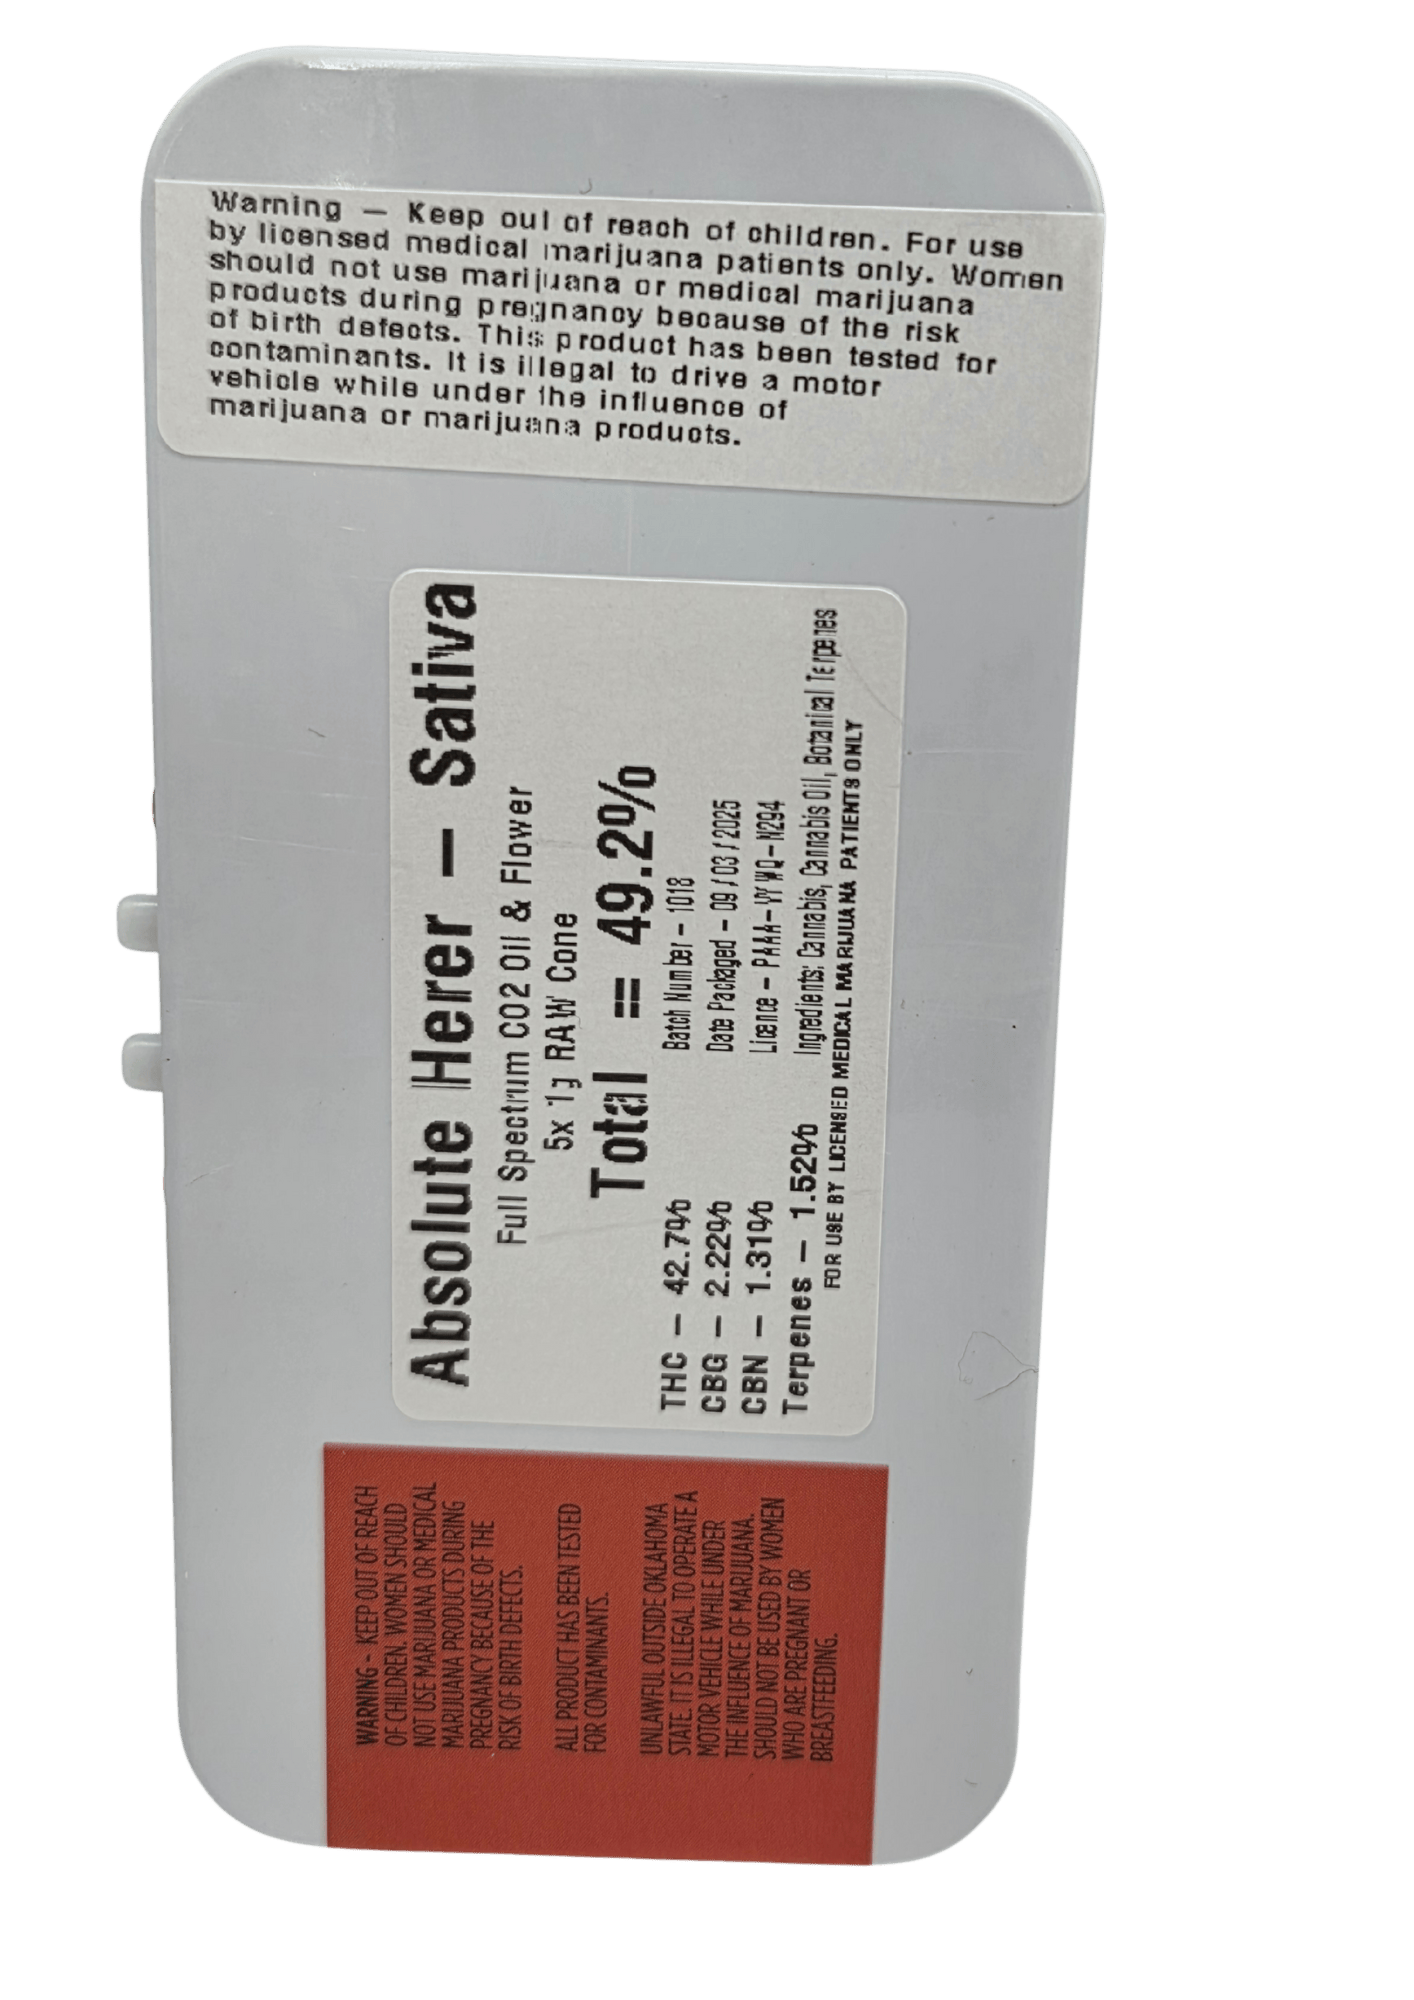 Warning — Keep out of reach of children. For use
by licensed medical marijuana patients only. Women
should not use marijuana or medical marijuana
products during pregnancy because of the risk
of birth defects. This product has been tested for
contaminants. It is illegal to drive a motor
vehicle while under the influence of
marijuana or marijuana products.
Absolute Herer — Sativa
Full Spectrum CO2 Oil & Flower
5x 1g RAW Cone
Total == 49.2%
THC — 42.7%
CBG — 2.22%
CBN — 1.31%
Terpenes — 1.52%
Batch Number - 1018
Date Packaged - 09/03/2025
Licence - N294
Ingredients: Cannabis, Cannabis Oil, Botanical Terpenes
FOR USE BY LICENSED MEDICAL MARIJUANA PATIENTS ONLY
WARNING - KEEP OUT OF REACH
OF CHILDREN. WOMEN SHOULD
NOT USE MARIJUANA OR MEDICAL
MARIJUANA PRODUCTS DURING
PREGNANCY BECAUSE OF THE
RISK OF BIRTH DEFECTS.
ALL PRODUCT HAS BEEN TESTED
FOR CONTAMINANTS.
UNLAWFUL OUTSIDE OKLAHOMA
STATE. IT IS ILLEGAL TO OPERATE A
MOTOR VEHICLE WHILE UNDER
THE INFLUENCE OF MARIJUANA.
SHOULD NOT BE USED BY WOMEN
WHO ARE PREGNANT OR
BREASTFEEDING.